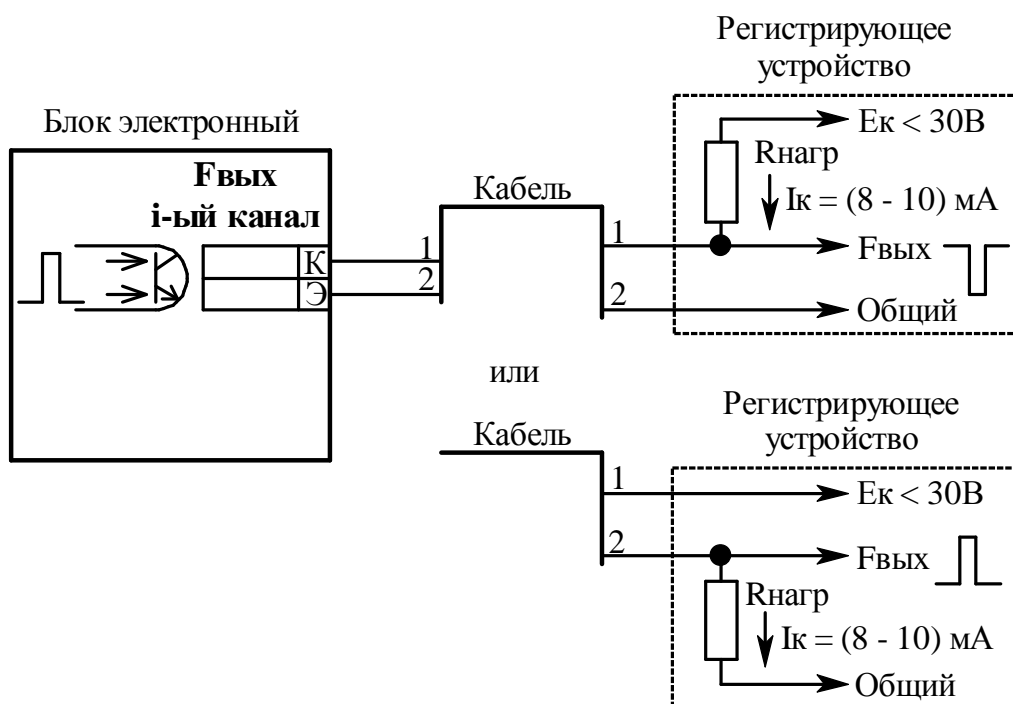 Регистрирующее
устройство
Блок электронный
Fвых
i-ый канал
К
Э
Кабель
1
2
1
2
Ек < 30В
Rнагр
Iк = (8 - 10) мА
Fвых
Общий
или
Кабель
1
2
Регистрирующее
устройство
Ек < 30В
Fвых
Rнагр
Iк = (8 - 10) мА
Общий